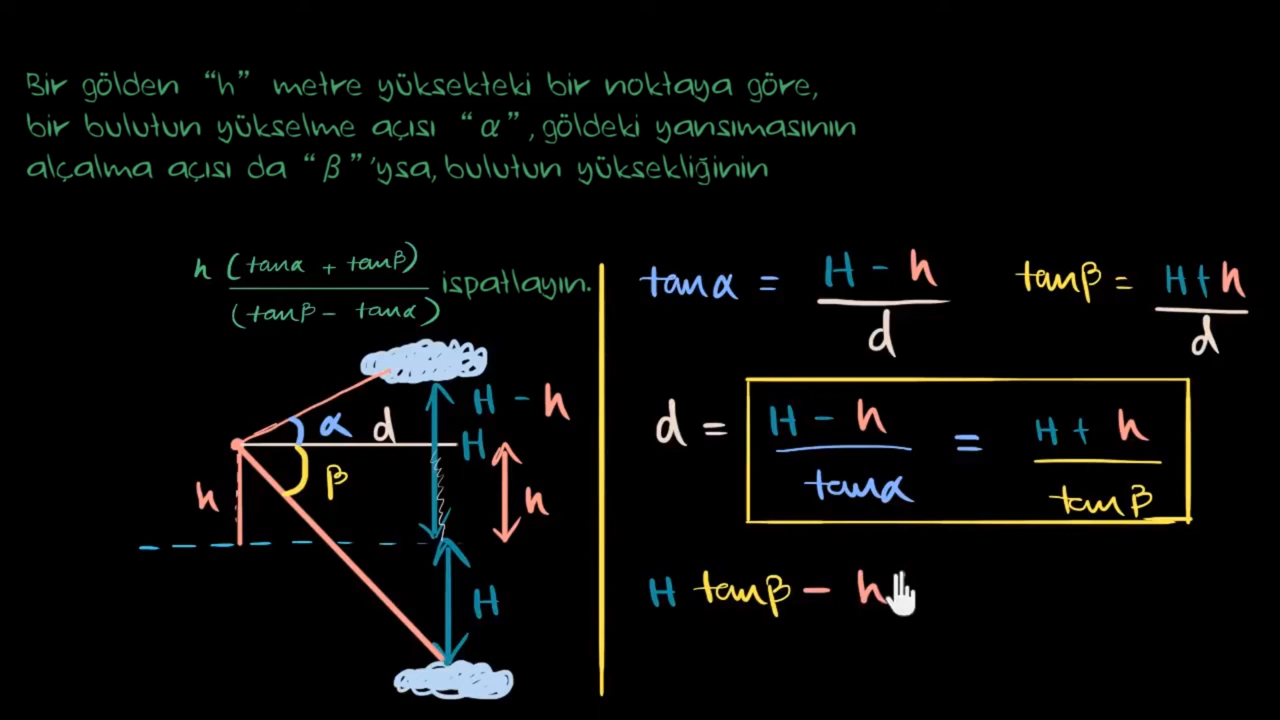 Bir gölden “h” metre yüksekteki bir noktaya göre,
bir bulutun yükselme açısı “α”, göldeki yansımasının
alçalma açısı da “β”'ysa, bulutun yüksekliğinin
h (tanα + tanβ) / (tanβ - tanα) ispatlayın.
α d
β
h
H - h
H
h
H
tanα = H - h / d
tanβ = H + h / d
d = H - h / tanα = H + h / tanβ
H tanβ - h